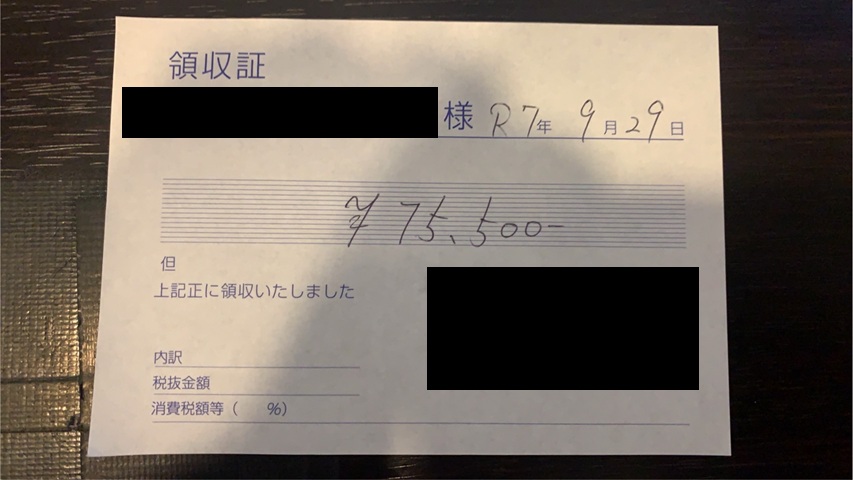 領収証
様 R7年 9月29日
¥75,500-
但
上記正に領収いたしました
内訳
税抜金額
消費税額等( %)